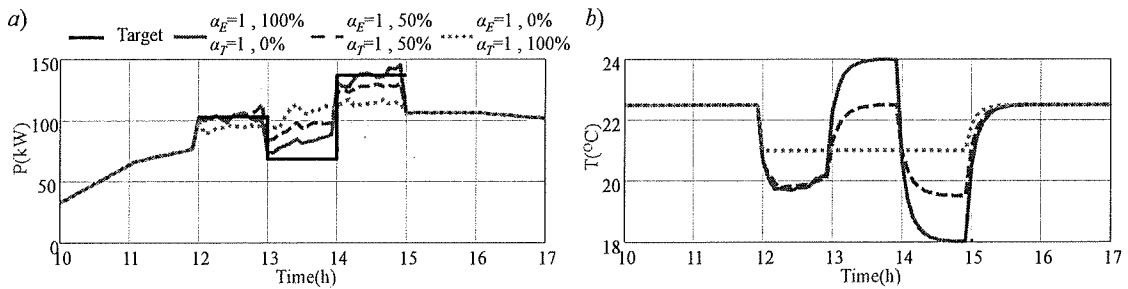 a)
Target
α_E=1 , 100%
α_T=1 , 0%
α_E=1 , 50%
α_T=1 , 50%
α_E=1 , 0%
α_T=1 , 100%
b)
150
100
50
0
P(kW)
10 11 12 13 14 15 16 17
Time(h)
24
22
20
18
T(°C)
10 11 12 13 14 15 16 17
Time(h)